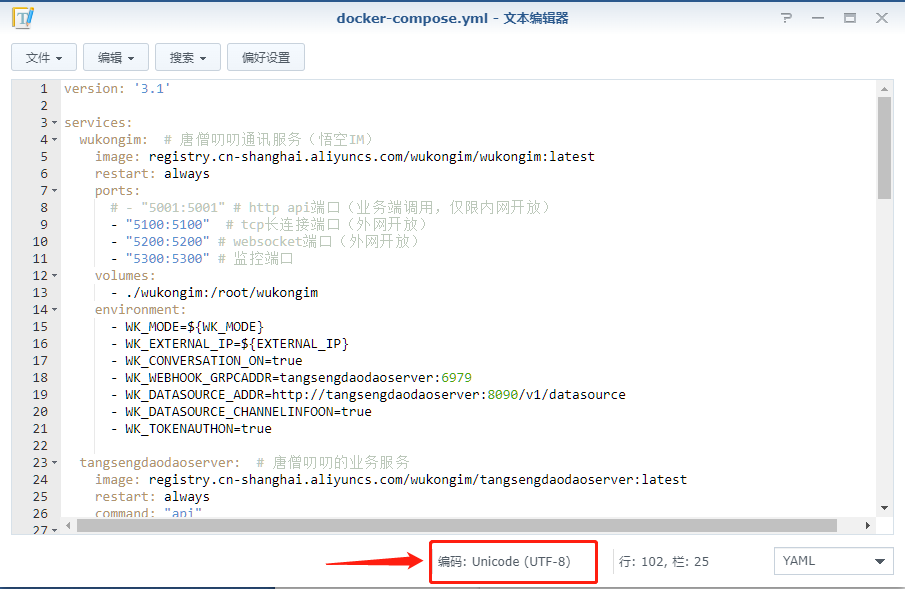 docker-compose.yml - 文本编辑器
文件 编辑 搜索 偏好设置
1 version: '3.1'
2
3 services:
4 wukongim: # 唐僧叨叨通讯服务（悟空IM）
5 image: registry.cn-shanghai.aliyuncs.com/wukongim/wukongim:latest
6 restart: always
7 ports:
8 # - "5001:5001" # http api端口（业务端调用，仅限内网开放）
9 - "5100:5100" # tcp长连接端口（外网开放）
10 - "5200:5200" # websocket端口（外网开放）
11 - "5300:5300" # 监控端口
12 volumes:
13 - ./wukongim:/root/wukongim
14 environment:
15 - WK_MODE=${WK_MODE}
16 - WK_EXTERNAL_IP=${EXTERNAL_IP}
17 - WK_CONVERSATION_ON=true
18 - WK_WEBHOOK_GRPCADDR=tangsengdaodaoserver:6979
19 - WK_DATASOURCE_ADDR=http://tangsengdaodaoserver:8090/v1/datasource
20 - WK_DATASOURCE_CHANNELINFOON=true
21 - WK_TOKENAUTHON=true
22
23 tangsengdaodaoserver: # 唐僧叨叨的业务服务
24 image: registry.cn-shanghai.aliyuncs.com/wukongim/tangsengdaodaoserver:latest
25 restart: always
26 command: "api"
27
编码: Unicode (UTF-8) 行: 102, 栏: 25 YAML